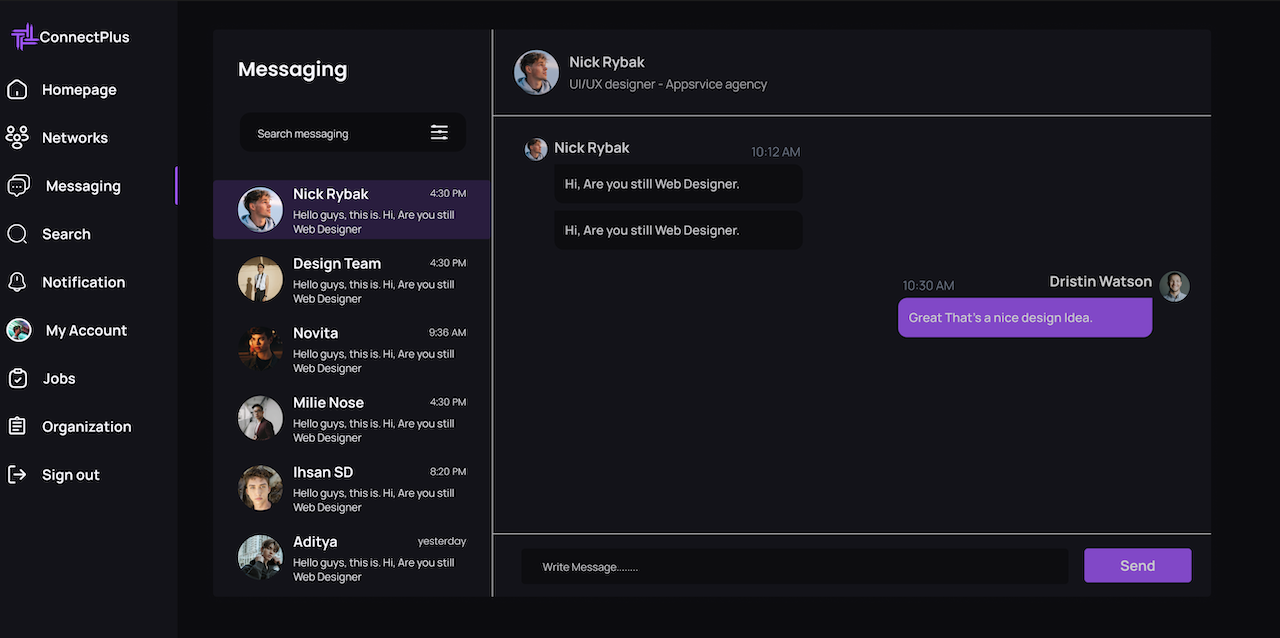 ConnectPlus
Homepage
Networks
Messaging
Search
Notification
My Account
Jobs
Organization
Sign out
Messaging
Search messaging
Nick Rybak 4:30 PM
Hello guys, this is. Hi, Are you still
Web Designer
Design Team 4:30 PM
Hello guys, this is. Hi, Are you still
Web Designer
Novita 9:36 AM
Hello guys, this is. Hi, Are you still
Web Designer
Milie Nose 4:30 PM
Hello guys, this is. Hi, Are you still
Web Designer
Ihsan SD 8:20 PM
Hello guys, this is. Hi, Are you still
Web Designer
Aditya yesterday
Hello guys, this is. Hi, Are you still
Web Designer
Nick Rybak
UI/UX designer - Appsrvice agency
Nick Rybak 10:12 AM
Hi, Are you still Web Designer.
Hi, Are you still Web Designer.
10:30 AM Dristin Watson
Great That's a nice design Idea.
Write Message........
Send